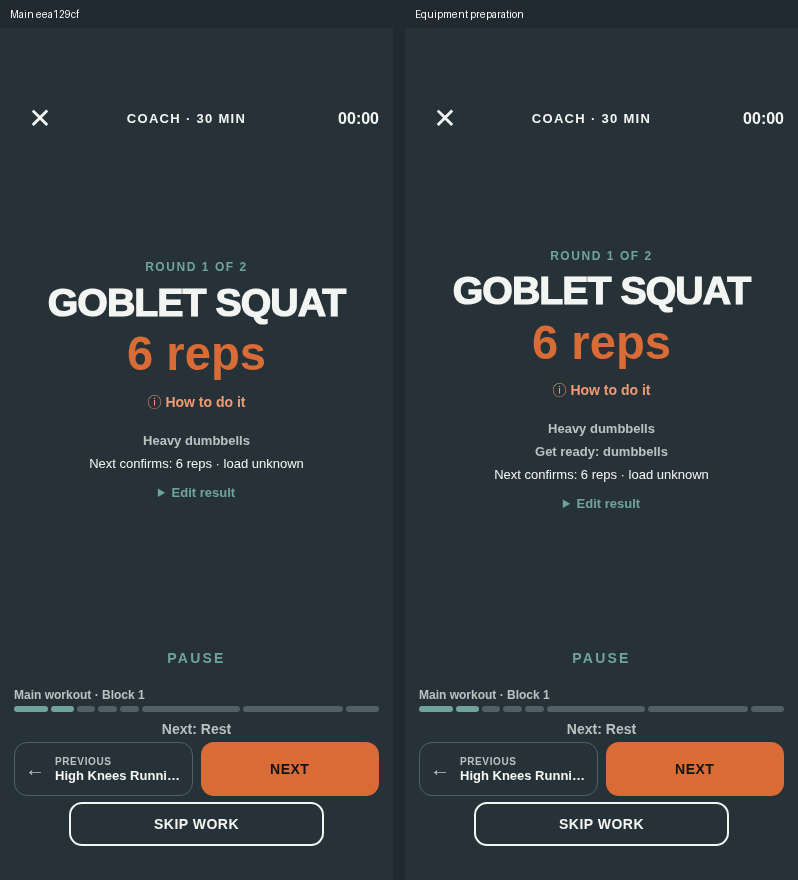 Main eea129cf
✕ COACH · 30 MIN 00:00
ROUND 1 OF 2
GOBLET SQUAT
6 reps
ⓘ How to do it
Heavy dumbbells
Next confirms: 6 reps · load unknown
▶ Edit result
PAUSE
Main workout · Block 1
Next: Rest
← PREVIOUS
High Knees Runni...
NEXT
SKIP WORK
Equipment preparation
✕ COACH · 30 MIN 00:00
ROUND 1 OF 2
GOBLET SQUAT
6 reps
ⓘ How to do it
Heavy dumbbells
Get ready: dumbbells
Next confirms: 6 reps · load unknown
▶ Edit result
PAUSE
Main workout · Block 1
Next: Rest
← PREVIOUS
High Knees Runni...
NEXT
SKIP WORK